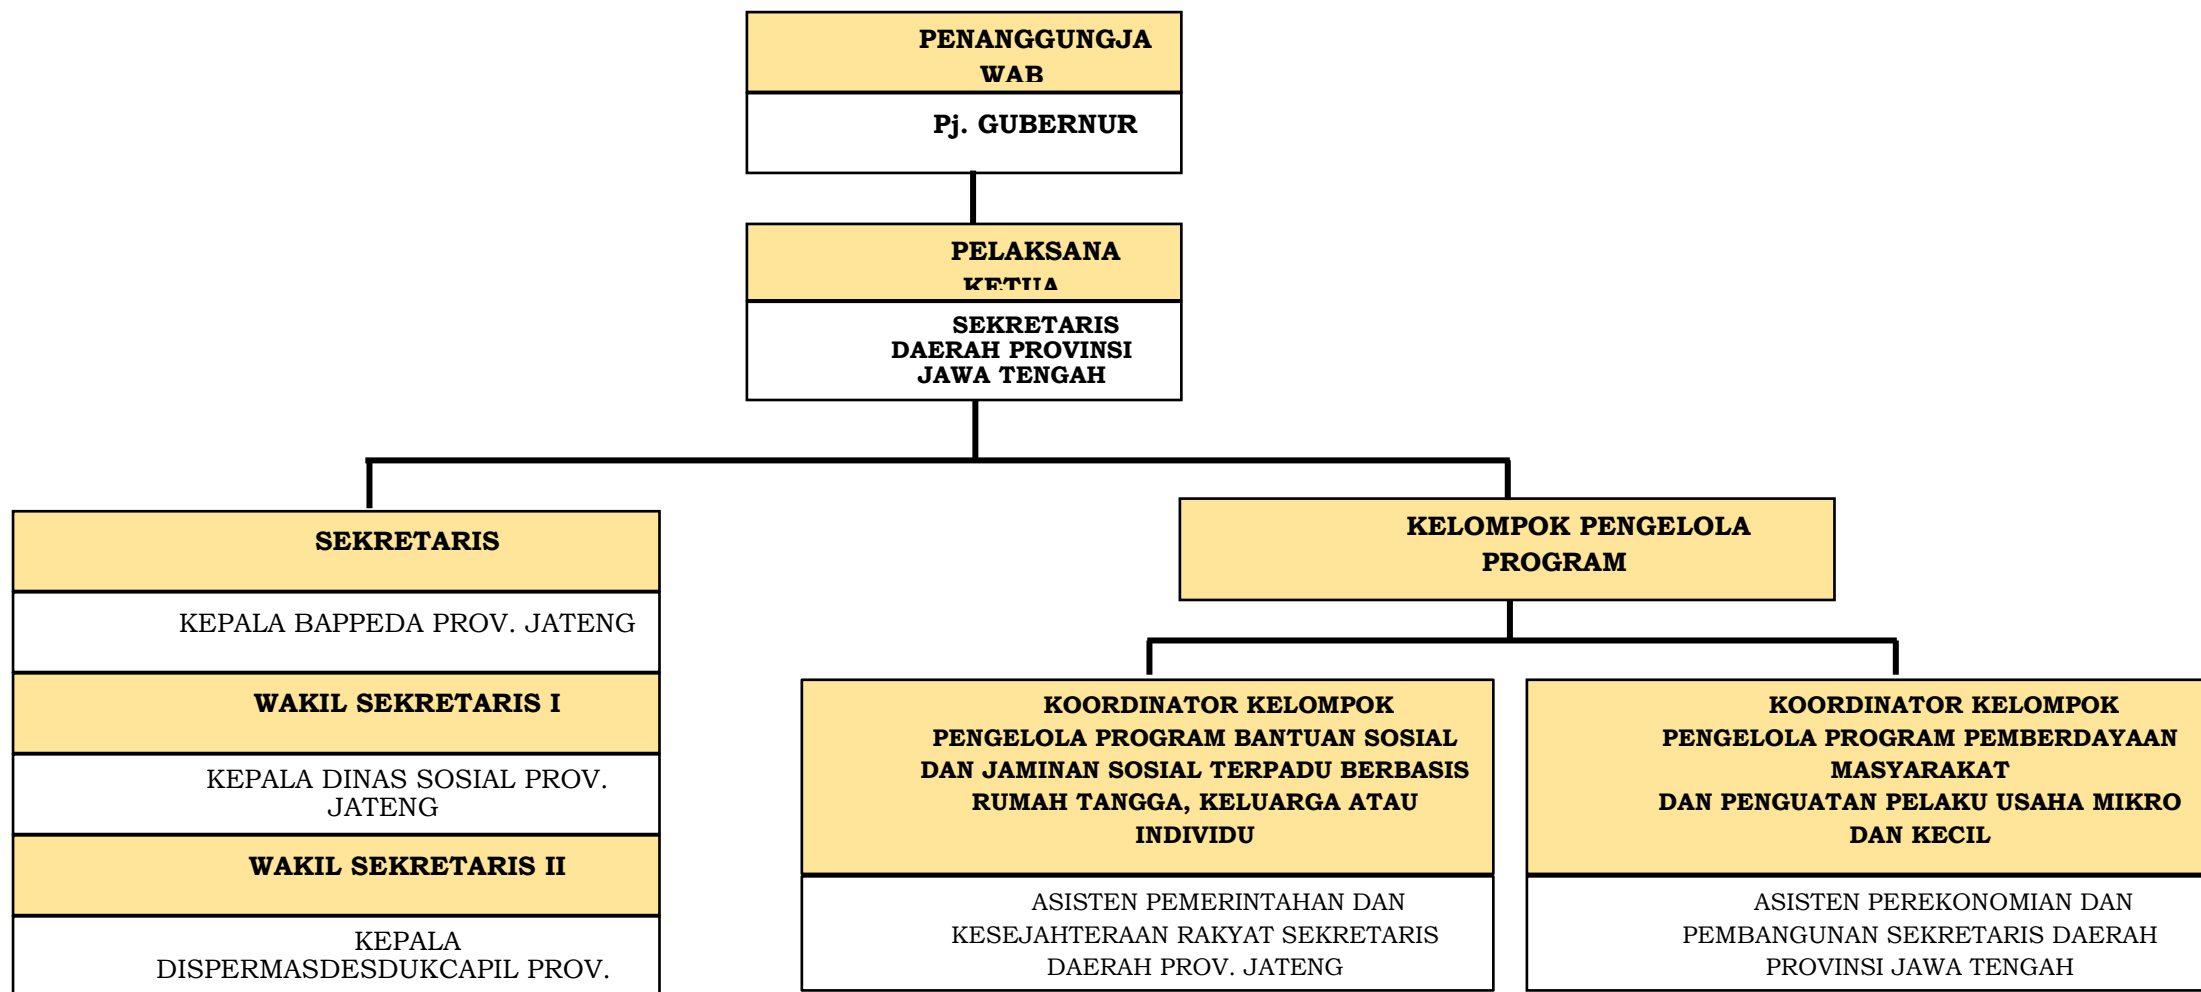 PENANGGUNGJA
WAB
Pj. GUBERNUR
PELAKSANA
KETUA
SEKRETARIS
DAERAH PROVINSI
JAWA TENGAH
SEKRETARIS
KEPALA BAPPEDA PROV. JATENG
WAKIL SEKRETARIS I
KEPALA DINAS SOSIAL PROV.
JATENG
WAKIL SEKRETARIS II
KEPALA
DISPERMASDESDUKCAPIL PROV.
KELOMPOK PENGELOLA
PROGRAM
KOORDINATOR KELOMPOK
PENGELOLA PROGRAM BANTUAN SOSIAL
DAN JAMINAN SOSIAL TERPADU BERBASIS
RUMAH TANGGA, KELUARGA ATAU
INDIVIDU
ASISTEN PEMERINTAHAN DAN
KESEJAHTERAAN RAKYAT SEKRETARIS
DAERAH PROV. JATENG
KOORDINATOR KELOMPOK
PENGELOLA PROGRAM PEMBERDAYAAN
MASYARAKAT
DAN PENGUATAN PELAKU USAHA MIKRO
DAN KECIL
ASISTEN PEREKONOMIAN DAN
PEMBANGUNAN SEKRETARIS DAERAH
PROVINSI JAWA TENGAH